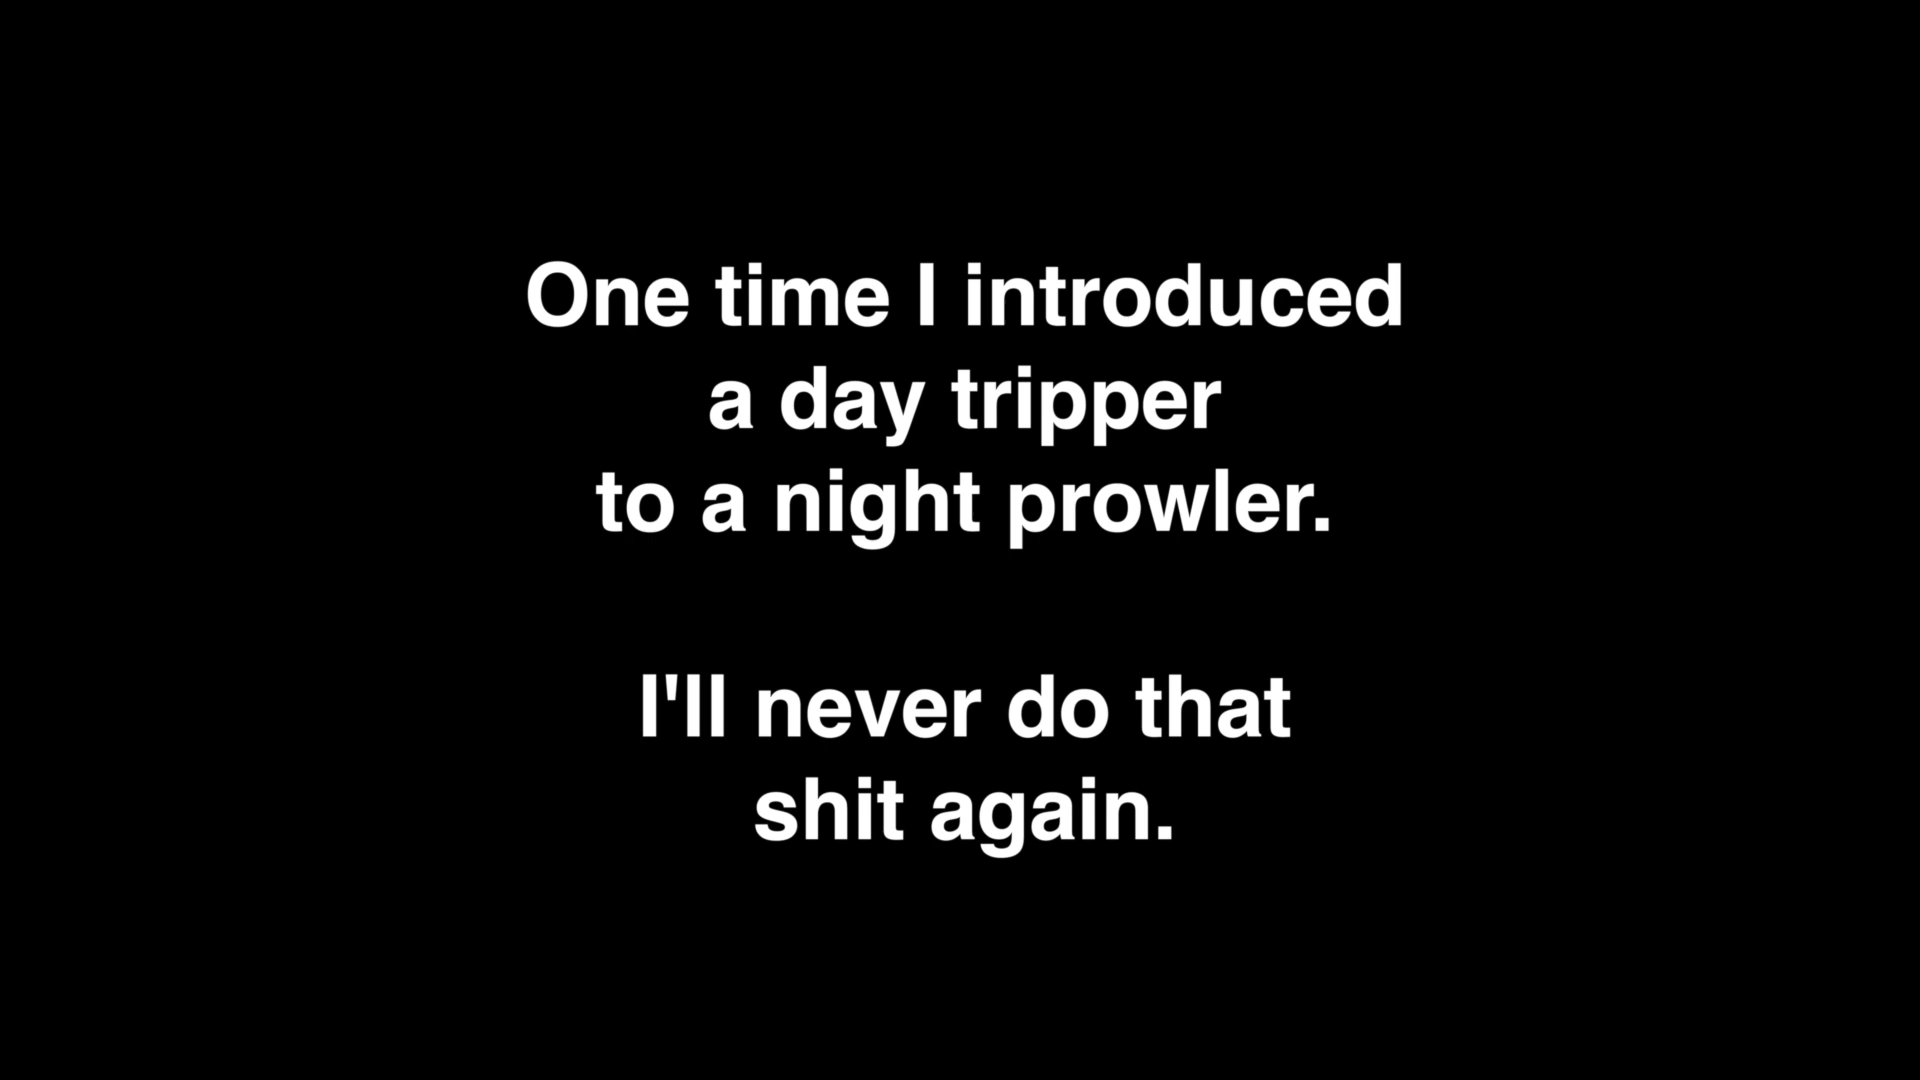 One time I introduced
a day tripper
to a night prowler.
I'll never do that
shit again.